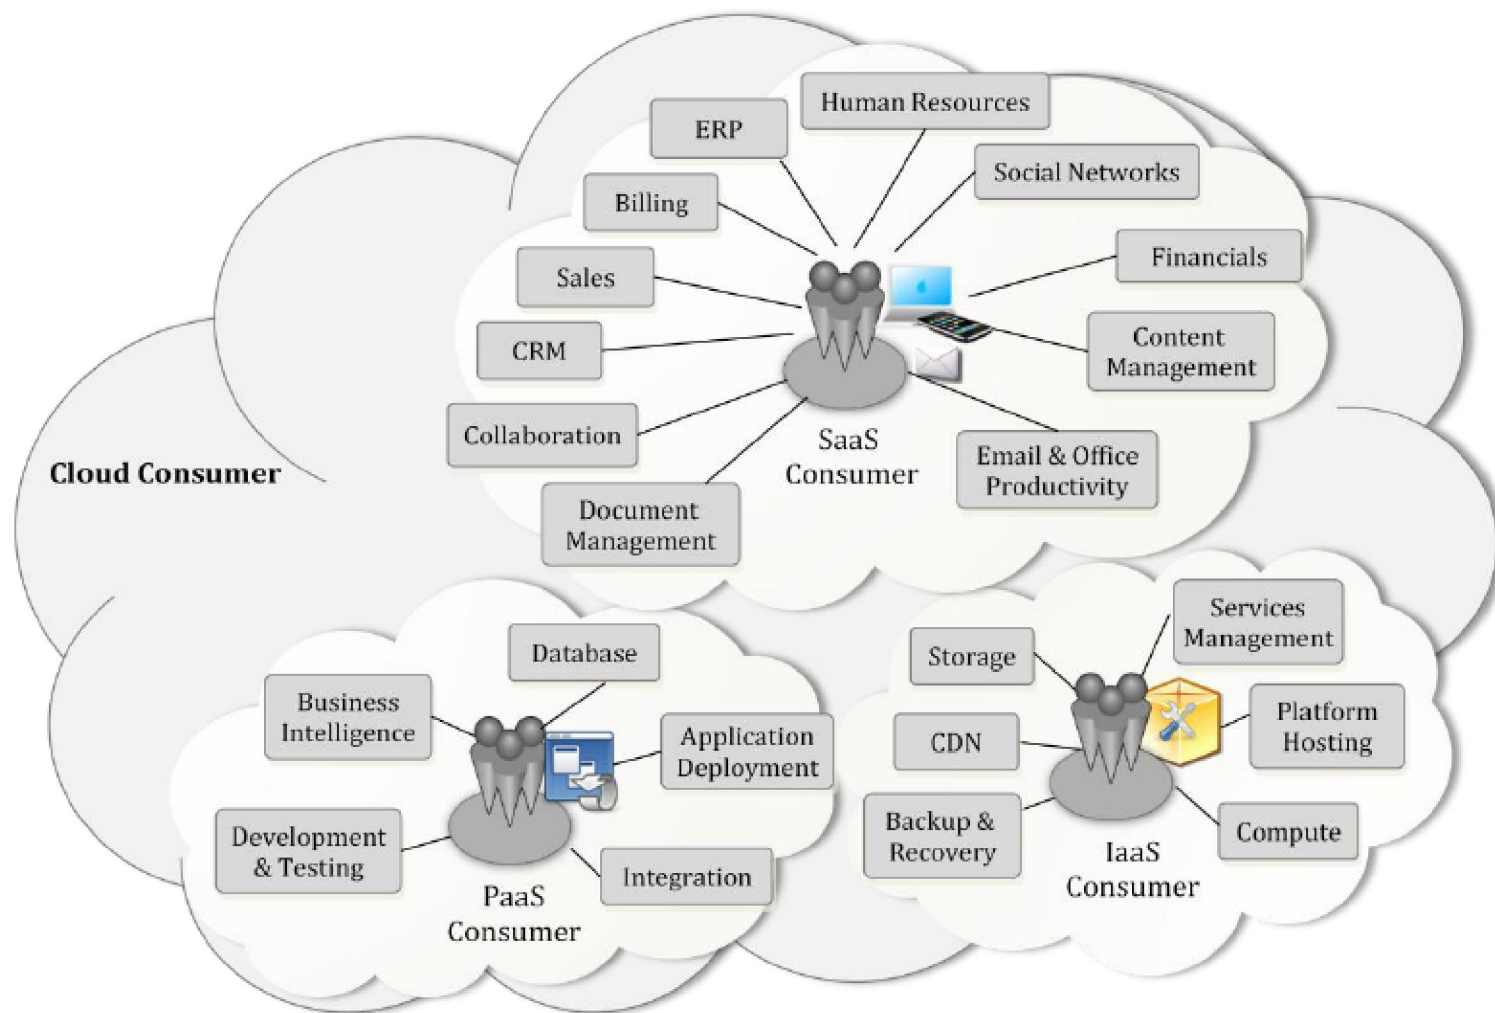 Human Resources
ERP
Social Networks
Billing
Financials
Sales
Content
Management
CRM
Collaboration
SaaS
Consumer
Email & Office
Productivity
Cloud Consumer
Document
Management
Database
Business
Intelligence
Application
Deployment
Development
& Testing
Integration
PaaS
Consumer
Services
Management
Storage
Platform
Hosting
CDN
Backup &
Recovery
Compute
IaaS
Consumer